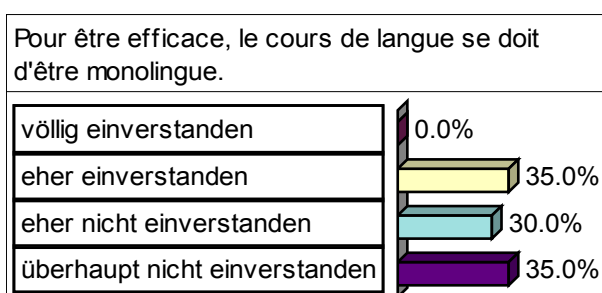 Pour être efficace, le cours de langue se doit
d'être monolingue.
völlig einverstanden 0.0%
eher einverstanden 35.0%
eher nicht einverstanden 30.0%
überhaupt nicht einverstanden 35.0%